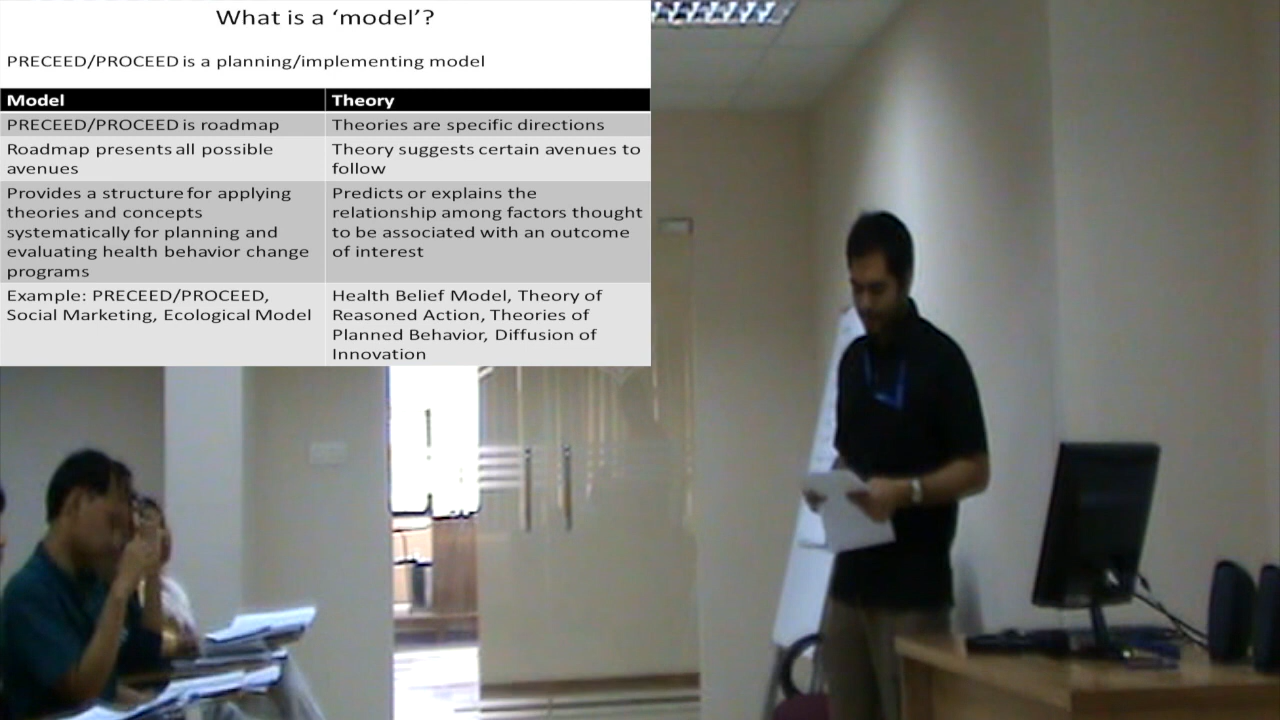 What is a ‘model’?
PRECEED/PROCEED is a planning/implementing model
Model
Theory
PRECEED/PROCEED is roadmap
Theories are specific directions
Roadmap presents all possible
avenues
Theory suggests certain avenues to
follow
Provides a structure for applying
theories and concepts
systematically for planning and
evaluating health behavior change
programs
Predicts or explains the
relationship among factors thought
to be associated with an outcome
of interest
Example: PRECEED/PROCEED,
Social Marketing, Ecological Model
Health Belief Model, Theory of
Reasoned Action, Theories of
Planned Behavior, Diffusion of
Innovation